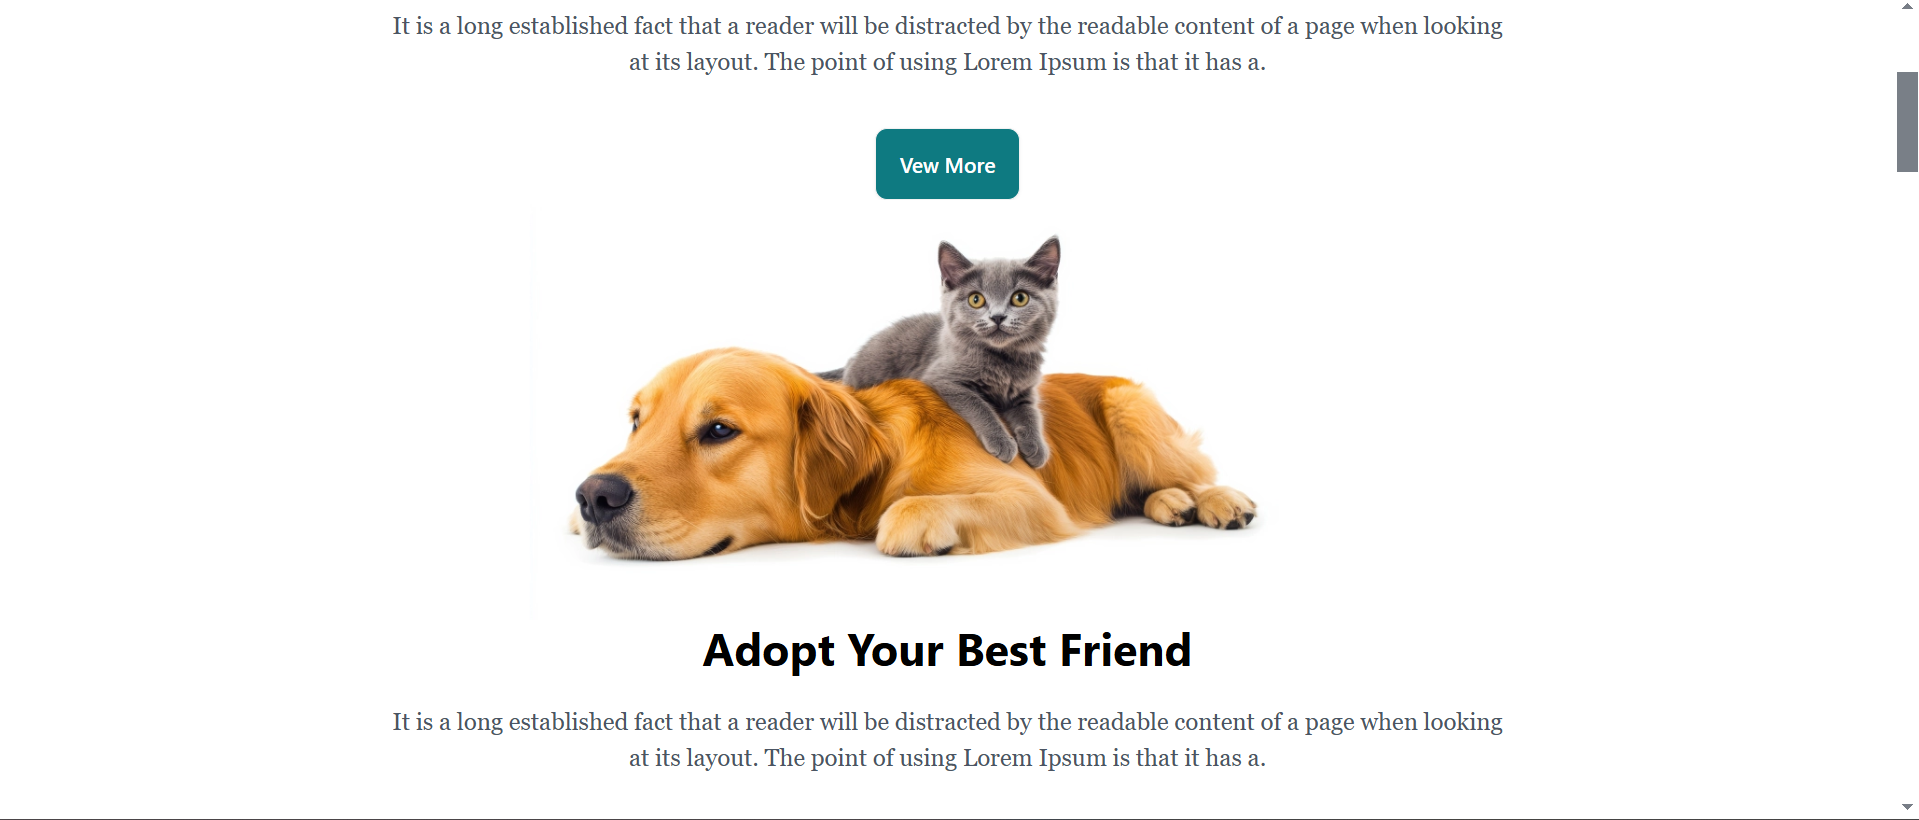 It is a long established fact that a reader will be distracted by the readable content of a page when looking
at its layout. The point of using Lorem Ipsum is that it has a.
Vew More
Adopt Your Best Friend
It is a long established fact that a reader will be distracted by the readable content of a page when looking
at its layout. The point of using Lorem Ipsum is that it has a.